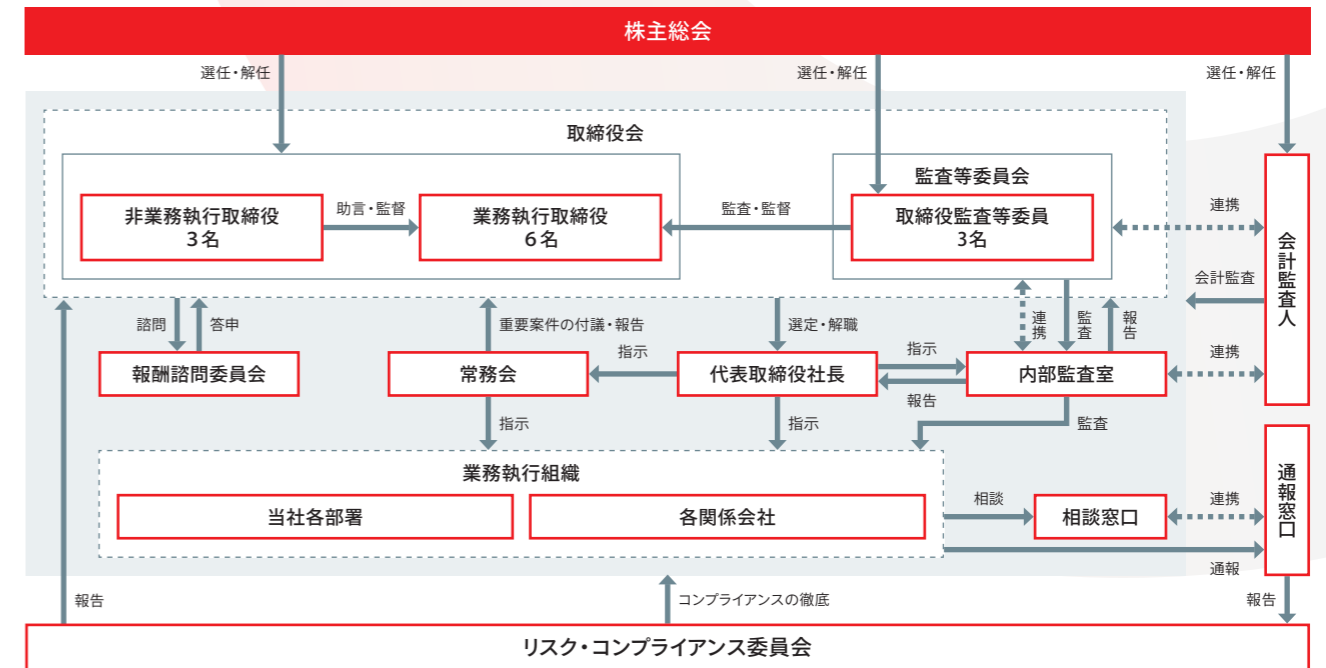 株主総会
選任・解任
選任・解任
選任・解任
取締役会
監査等委員会
非業務執行取締役
3名
助言・監督
業務執行取締役
6名
監査・監督
取締役監査等委員
3名
連携
会計監査人
会計監査
諮問
答申
重要案件の付議・報告
選定・解職
連携
監査
報告
報酬諮問委員会
常務会
指示
代表取締役社長
指示
報告
内部監査室
連携
指示
指示
監査
業務執行組織
当社各部署
各関係会社
相談
相談窓口
連携
通報窓口
通報
報告
コンプライアンスの徹底
報告
リスク・コンプライアンス委員会